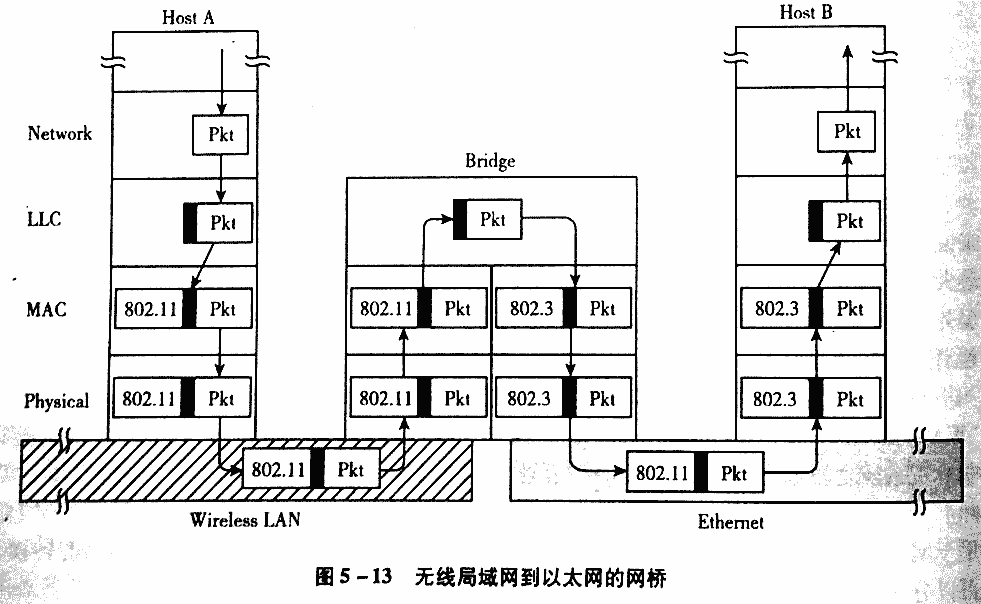 Host A
Host B
Network
Pkt
Pkt
Bridge
LLC
Pkt
Pkt
Pkt
MAC
802.11 Pkt
802.11 Pkt
802.3 Pkt
802.3 Pkt
Physical
802.11 Pkt
802.11 Pkt
802.3 Pkt
802.3 Pkt
802.11 Pkt
802.11 Pkt
Wireless LAN
Ethernet
图5-13 无线局域网到以太网的网桥